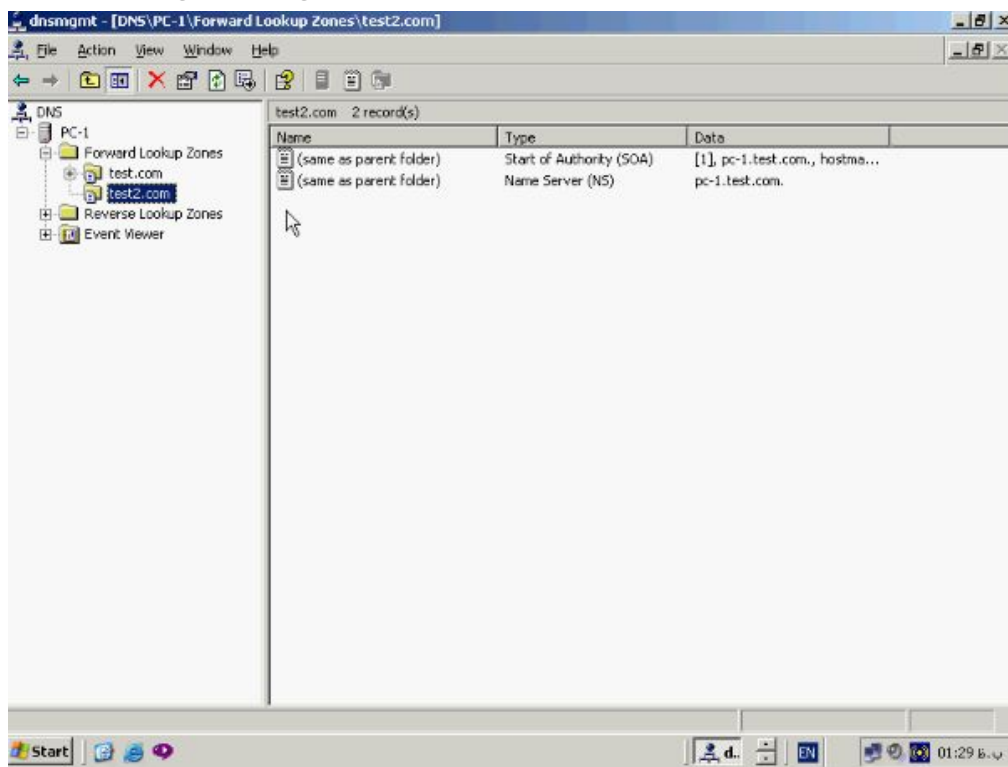 dnsmgmt - [DNS\PC-1\Forward Lookup Zones\test2.com]
File Action View Window Help
DNS
PC-1
Forward Lookup Zones
test.com
test2.com
Reverse Lookup Zones
Event Viewer
test2.com 2 record(s)
Name Type Data
(same as parent folder) Start of Authority (SOA) [1], pc-1.test.com., hostma...
(same as parent folder) Name Server (NS) pc-1.test.com.
Start d.. EN 01:29 ب.ظ